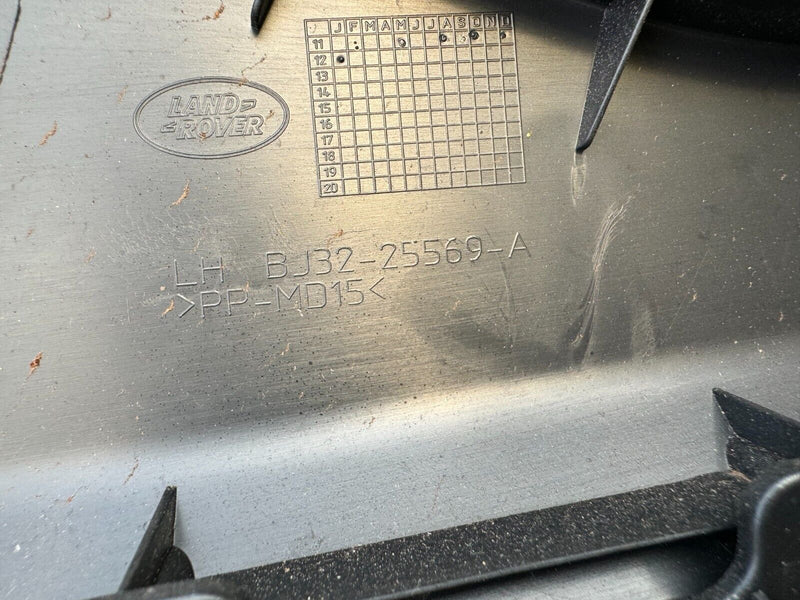 J F M A M J J A S O N D
11
12
13
14
15
16
17
18
19
20
LAND
ROVER
LH BJ32-25569-A
>PP-MD15<